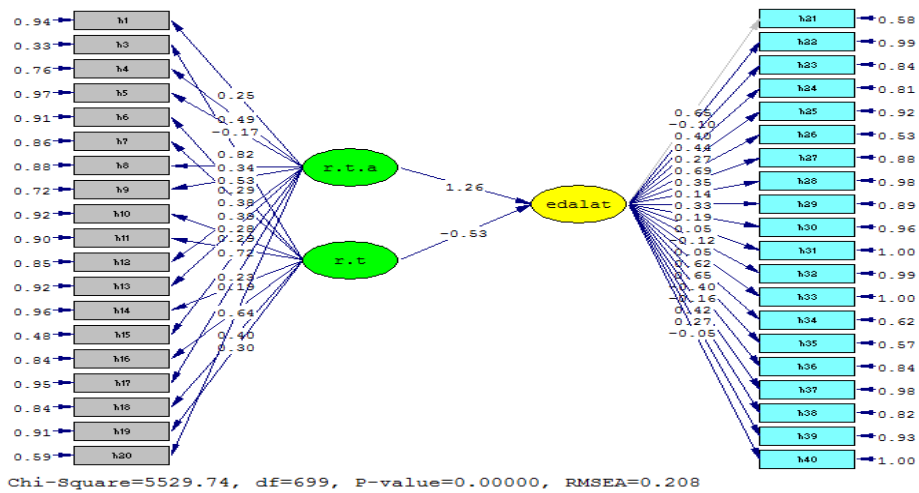 0.94 h1
0.33 h3
0.76 h4
0.97 h5
0.91 h6
0.86 h7
0.88 h8
0.72 h9
0.92 h10
0.90 h11
0.85 h12
0.92 h13
0.96 h14
0.48 h15
0.84 h16
0.95 h17
0.84 h18
0.91 h19
0.59 h20
0.25
0.49
-0.17
0.82
0.34
0.53
0.29
0.38
0.28
0.29
0.72
0.23
0.19
0.64
0.40
0.30
r.t.a
r.t
1.26
-0.53
edalat
0.65
-0.10
0.40
0.44
0.27
0.69
0.35
0.14
0.33
0.19
0.05
-0.12
0.05
0.62
0.65
-0.40
-0.16
0.42
0.27
-0.05
h21 0.58
h22 0.99
h23 0.84
h24 0.81
h25 0.92
h26 0.53
h27 0.88
h28 0.98
h29 0.89
h30 0.96
h31 1.00
h32 0.99
h33 1.00
h34 0.62
h35 0.57
h36 0.84
h37 0.98
h38 0.82
h39 0.93
h40 1.00
Chi-Square=5529.74, df=699, P-value=0.00000, RMSEA=0.208